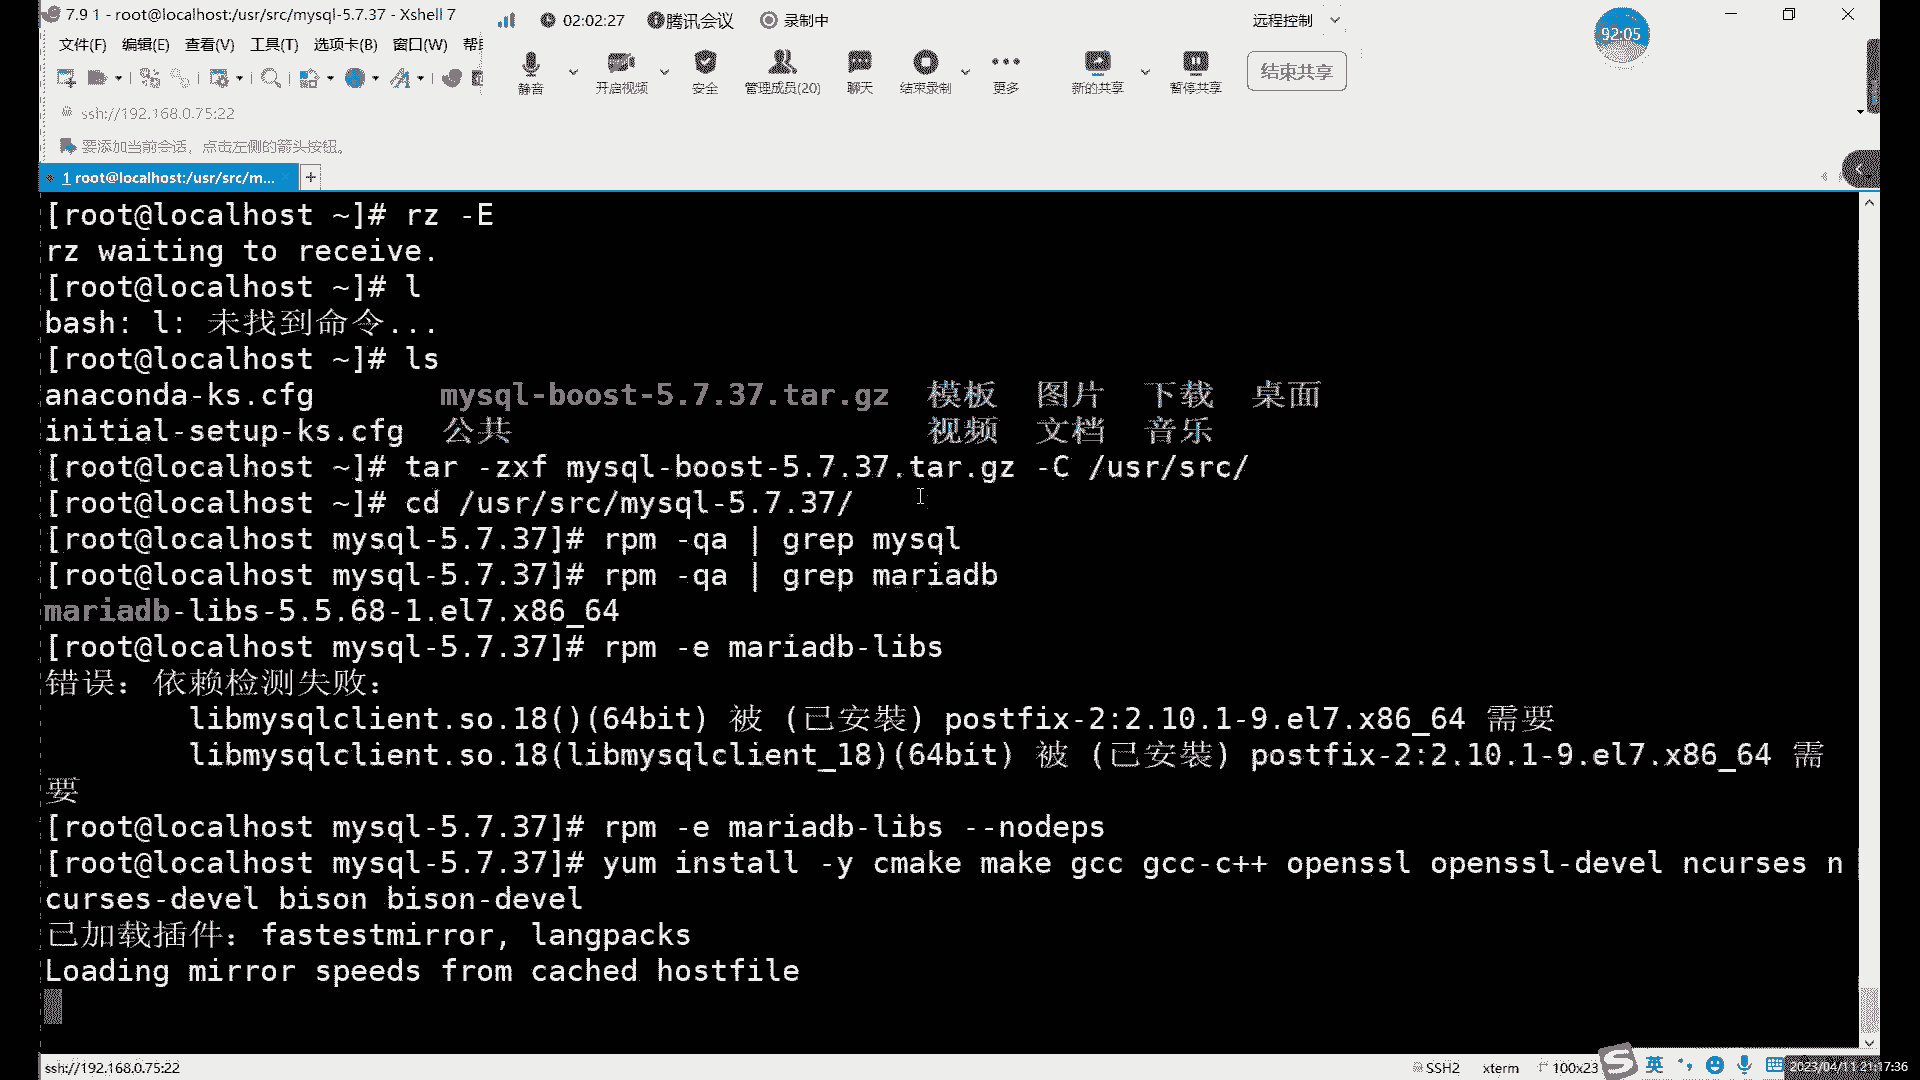 7.9 1 - root@localhost:/usr/src/mysql-5.7.37 - Xshell 7
02:02:27
腾讯会议
录制中
远程控制
92:05
文件(F) 编辑(E) 查看(V) 工具(T) 选项卡(B) 窗口(W) 帮
静音
开启视频
安全
管理成员(20)
聊天
结束录制
更多
新的共享
暂停共享
结束共享
ssh://192.168.0.75:22
要添加当前会话，点击左侧的箭头按钮。
1 root@localhost:/usr/src/m...
[root@localhost ~]# rz -E
rz waiting to receive.
[root@localhost ~]# l
bash: l: 未找到命令...
[root@localhost ~]# ls
anaconda-ks.cfg mysql-boost-5.7.37.tar.gz 模板 图片 下载 桌面
initial-setup-ks.cfg 公共 视频 文档 音乐
[root@localhost ~]# tar -zxf mysql-boost-5.7.37.tar.gz -C /usr/src/
[root@localhost ~]# cd /usr/src/mysql-5.7.37/
[root@localhost mysql-5.7.37]# rpm -qa | grep mysql
[root@localhost mysql-5.7.37]# rpm -qa | grep mariadb
mariadb-libs-5.5.68-1.el7.x86_64
[root@localhost mysql-5.7.37]# rpm -e mariadb-libs
错误：依赖检测失败：
libmysqlclient.so.18()(64bit) 被 (已安裝) postfix-2:2.10.1-9.el7.x86_64 需要
libmysqlclient.so.18(libmysqlclient_18)(64bit) 被 (已安裝) postfix-2:2.10.1-9.el7.x86_64 需
要
[root@localhost mysql-5.7.37]# rpm -e mariadb-libs --nodeps
[root@localhost mysql-5.7.37]# yum install -y cmake make gcc gcc-c++ openssl openssl-devel ncurses n
curses-devel bison bison-devel
已加载插件：fastestmirror, langpacks
Loading mirror speeds from cached hostfile
ssh://192.168.0.75:22
SSH2
xterm
100x23
英
2023/04/11 21:17:36